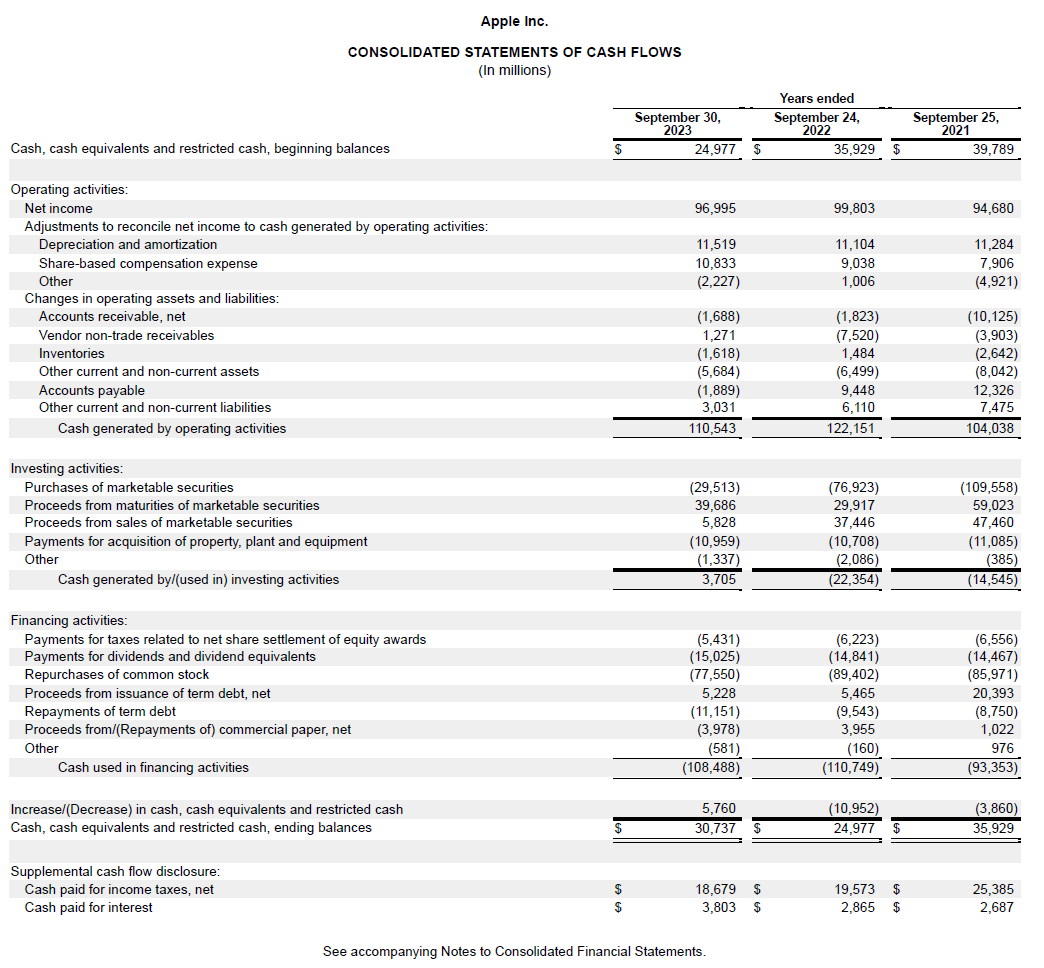 Apple Inc.
CONSOLIDATED STATEMENTS OF CASH FLOWS
(In millions)
Years ended
September 30, 2023 September 24, 2022 September 25, 2021
Cash, cash equivalents and restricted cash, beginning balances $ 24,977 $ 35,929 $ 39,789
Operating activities:
Net income 96,995 99,803 94,680
Adjustments to reconcile net income to cash generated by operating activities:
Depreciation and amortization 11,519 11,104 11,284
Share-based compensation expense 10,833 9,038 7,906
Other (2,227) 1,006 (4,921)
Changes in operating assets and liabilities:
Accounts receivable, net (1,688) (1,823) (10,125)
Vendor non-trade receivables 1,271 (7,520) (3,903)
Inventories (1,618) 1,484 (2,642)
Other current and non-current assets (5,684) (6,499) (8,042)
Accounts payable (1,889) 9,448 12,326
Other current and non-current liabilities 3,031 6,110 7,475
Cash generated by operating activities 110,543 122,151 104,038
Investing activities:
Purchases of marketable securities (29,513) (76,923) (109,558)
Proceeds from maturities of marketable securities 39,686 29,917 59,023
Proceeds from sales of marketable securities 5,828 37,446 47,460
Payments for acquisition of property, plant and equipment (10,959) (10,708) (11,085)
Other (1,337) (2,086) (385)
Cash generated by/(used in) investing activities 3,705 (22,354) (14,545)
Financing activities:
Payments for taxes related to net share settlement of equity awards (5,431) (6,223) (6,556)
Payments for dividends and dividend equivalents (15,025) (14,841) (14,467)
Repurchases of common stock (77,550) (89,402) (85,971)
Proceeds from issuance of term debt, net 5,228 5,465 20,393
Repayments of term debt (11,151) (9,543) (8,750)
Proceeds from/(Repayments of) commercial paper, net (3,978) 3,955 1,022
Other (581) (160) 976
Cash used in financing activities (108,488) (110,749) (93,353)
Increase/(Decrease) in cash, cash equivalents and restricted cash 5,760 (10,952) (3,860)
Cash, cash equivalents and restricted cash, ending balances $ 30,737 $ 24,977 $ 35,929
Supplemental cash flow disclosure:
Cash paid for income taxes, net $ 18,679 $ 19,573 $ 25,385
Cash paid for interest $ 3,803 $ 2,865 $ 2,687
See accompanying Notes to Consolidated Financial Statements.